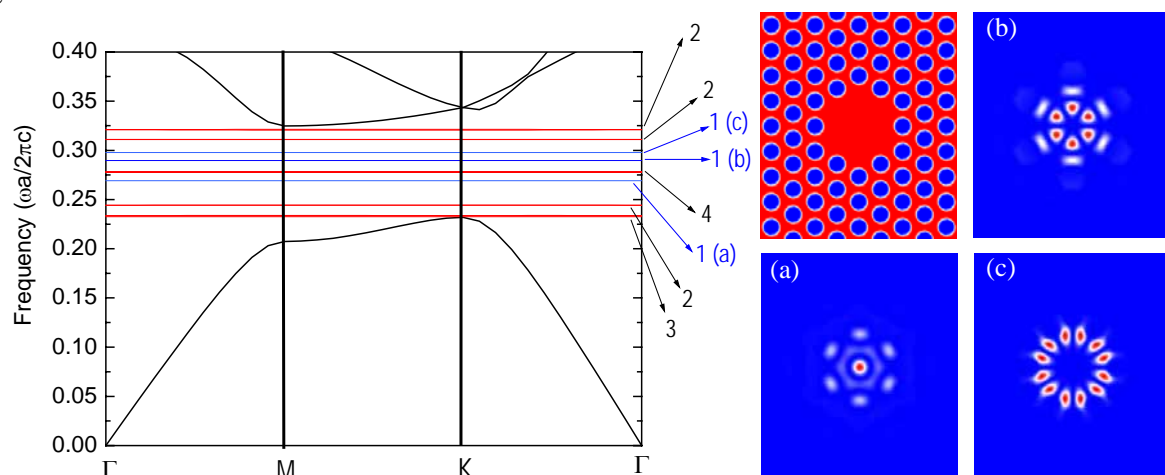 Frequency (ωa/2πc)
0.40
0.35
0.30
0.25
0.20
0.15
0.10
0.05
0.00
Γ
M
K
Γ
2
2
1 (c)
1 (b)
4
1 (a)
2
3
(b)
(a)
(c)